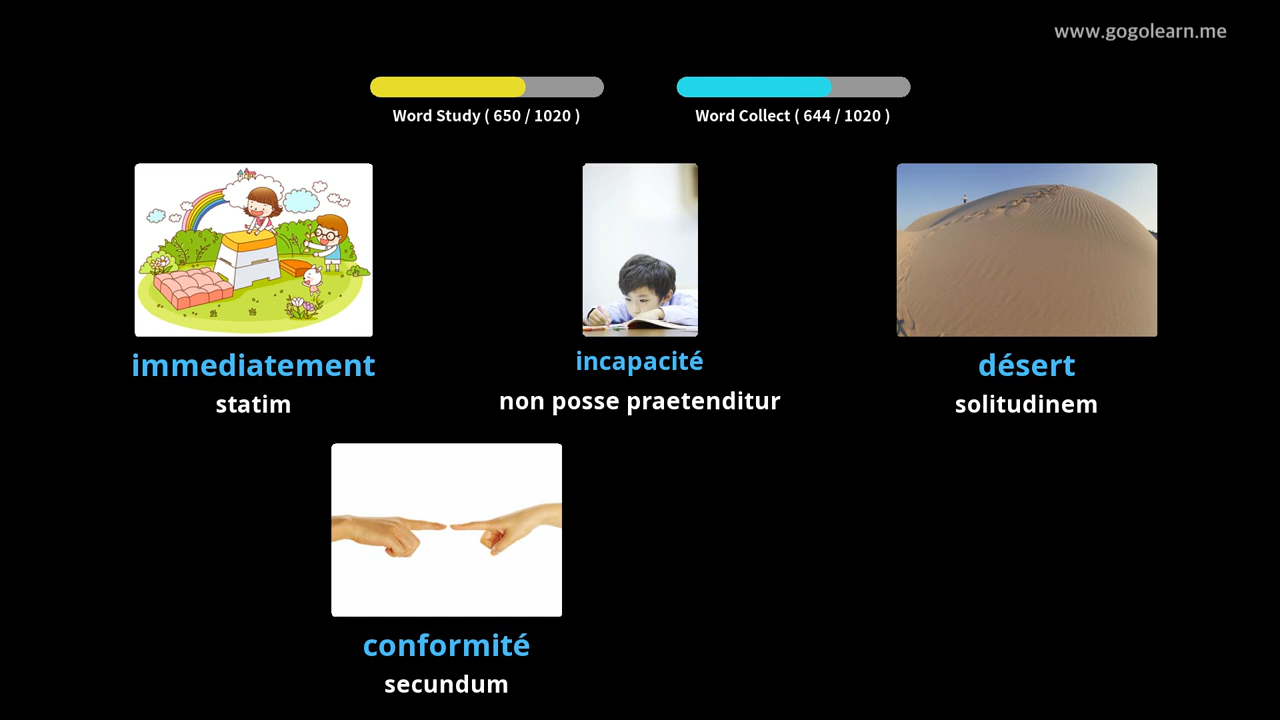 www.gogolearn.me
Word Study ( 650 / 1020 )
Word Collect ( 644 / 1020 )
immediatement
statim
incapacité
non posse praetenditur
désert
solitudinem
conformité
secundum